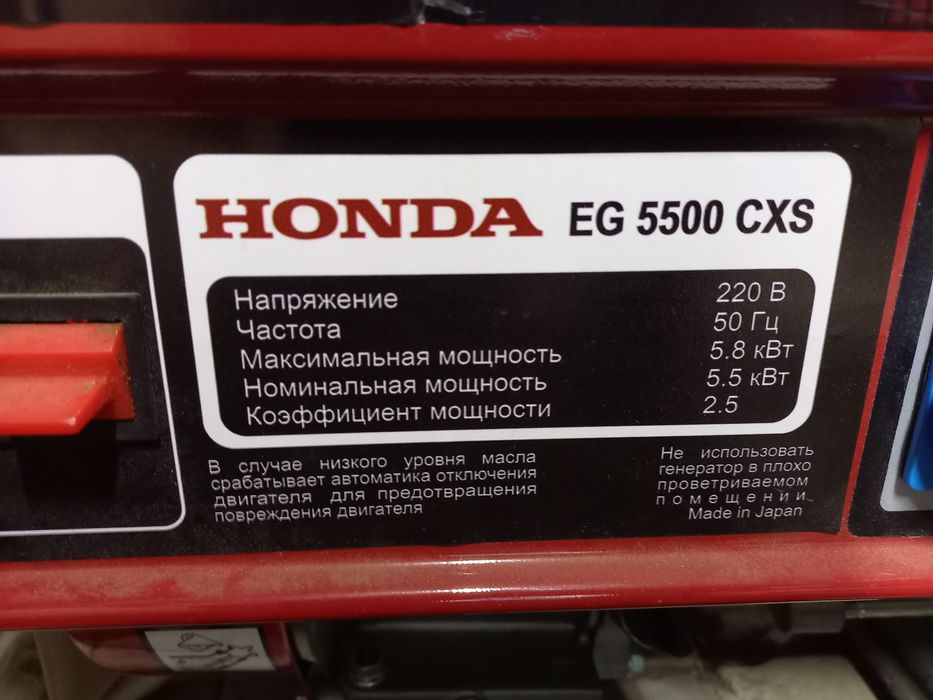 HONDA EG 5500 CXS
Напряжение 220 В
Частота 50 Гц
Максимальная мощность 5.8 кВт
Номинальная мощность 5.5 кВт
Коэффициент мощности 2.5
В случае низкого уровня масла
срабатывает автоматика отключения
двигателя для предотвращения
повреждения двигателя
Не использовать
генератор в плохо
проветриваемом
помещении.
Made in Japan